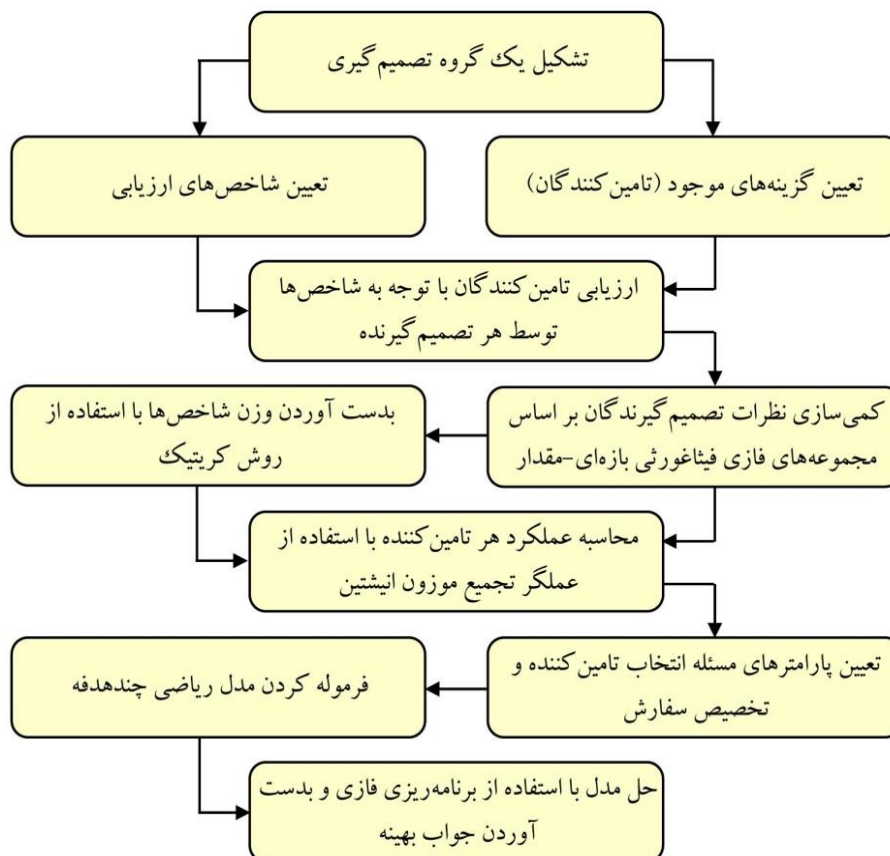 تشکیل یک گروه تصمیم‌گیری
تعیین گزینه‌های موجود (تامین‌کنندگان)
تعیین شاخص‌های ارزیابی
ارزیابی تامین‌کنندگان با توجه به شاخص‌ها
توسط هر تصمیم‌گیرنده
کمی‌سازی نظرات تصمیم‌گیرندگان بر اساس
مجموعه‌های فازی فیثاغورثی بازه‌ای-مقدار
بدست آوردن وزن شاخص‌ها با استفاده از
روش کریتیک
محاسبه عملکرد هر تامین‌کننده با استفاده از
عملگر تجمیع موزون انیشتین
تعیین پارامترهای مسئله انتخاب تامین‌کننده و
تخصیص سفارش
فرموله کردن مدل ریاضی چندهدفه
حل مدل با استفاده از برنامه‌ریزی فازی و بدست
آوردن جواب بهینه